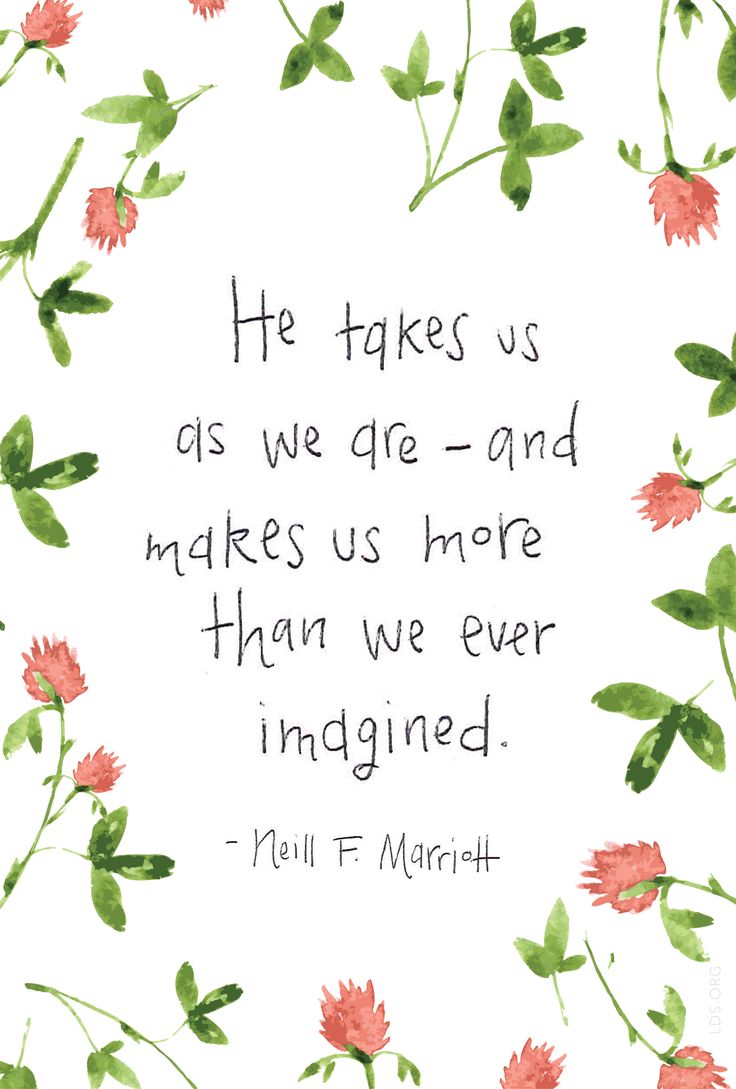 He takes us
as we are – and
makes us more
than we ever
imagined.
- Neill F. Marriott
LDS.ORG